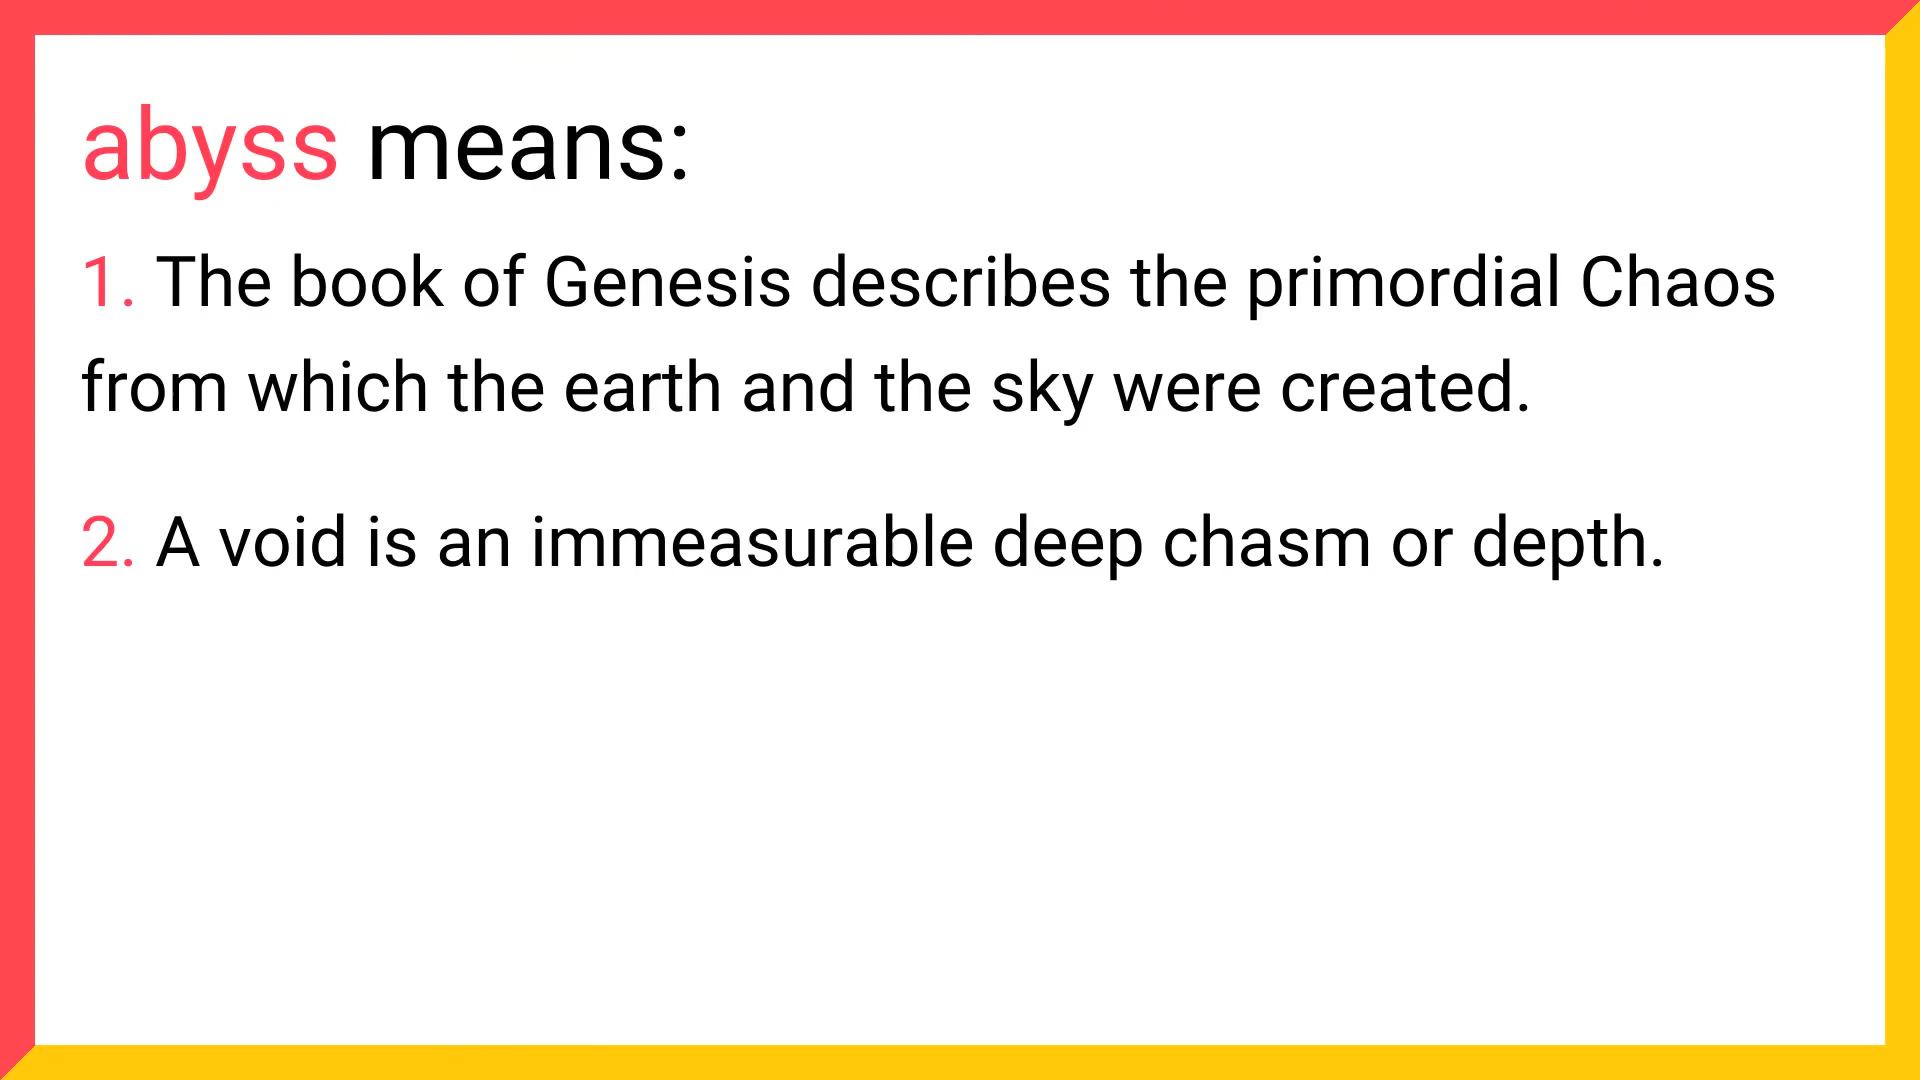 abyss means:
1. The book of Genesis describes the primordial Chaos
from which the earth and the sky were created.
2. A void is an immeasurable deep chasm or depth.